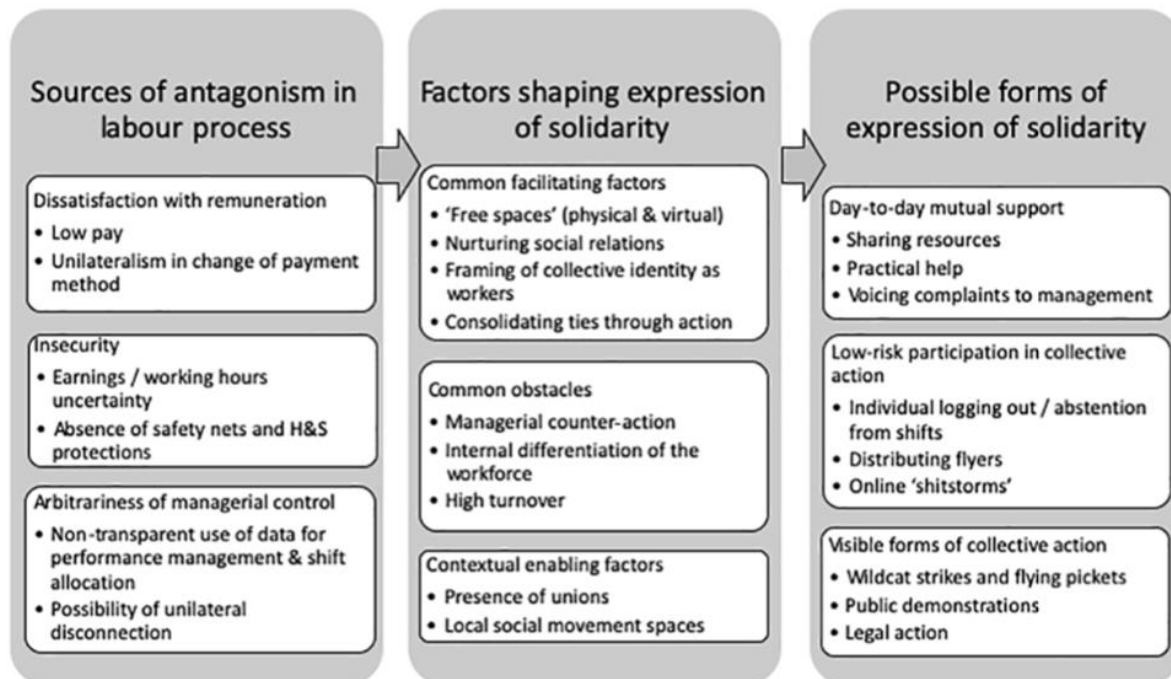 Sources of antagonism in
labour process
Dissatisfaction with remuneration
• Low pay
• Unilateralism in change of payment
method
Insecurity
• Earnings / working hours
uncertainty
• Absence of safety nets and H&S
protections
Arbitrariness of managerial control
• Non-transparent use of data for
performance management & shift
allocation
• Possibility of unilateral
disconnection
Factors shaping expression
of solidarity
Common facilitating factors
• ‘Free spaces’ (physical & virtual)
• Nurturing social relations
• Framing of collective identity as
workers
• Consolidating ties through action
Common obstacles
• Managerial counter-action
• Internal differentiation of the
workforce
• High turnover
Contextual enabling factors
• Presence of unions
• Local social movement spaces
Possible forms of
expression of solidarity
Day-to-day mutual support
• Sharing resources
• Practical help
• Voicing complaints to management
Low-risk participation in collective
action
• Individual logging out / abstention
from shifts
• Distributing flyers
• Online ‘shitstorms’
Visible forms of collective action
• Wildcat strikes and flying pickets
• Public demonstrations
• Legal action